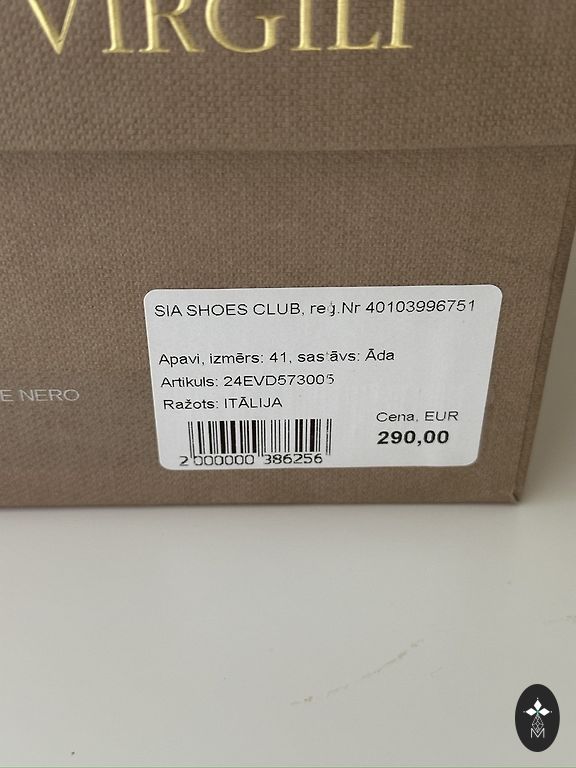 VIRGILI
SIA SHOES CLUB, reģ.Nr 40103996751
Apavi, izmērs: 41, sastāvs: Āda
Artikuls: 24EVD573005
Ražots: ITĀLIJA
E NERO
Cena, EUR
290,00
2 000000 386256
M